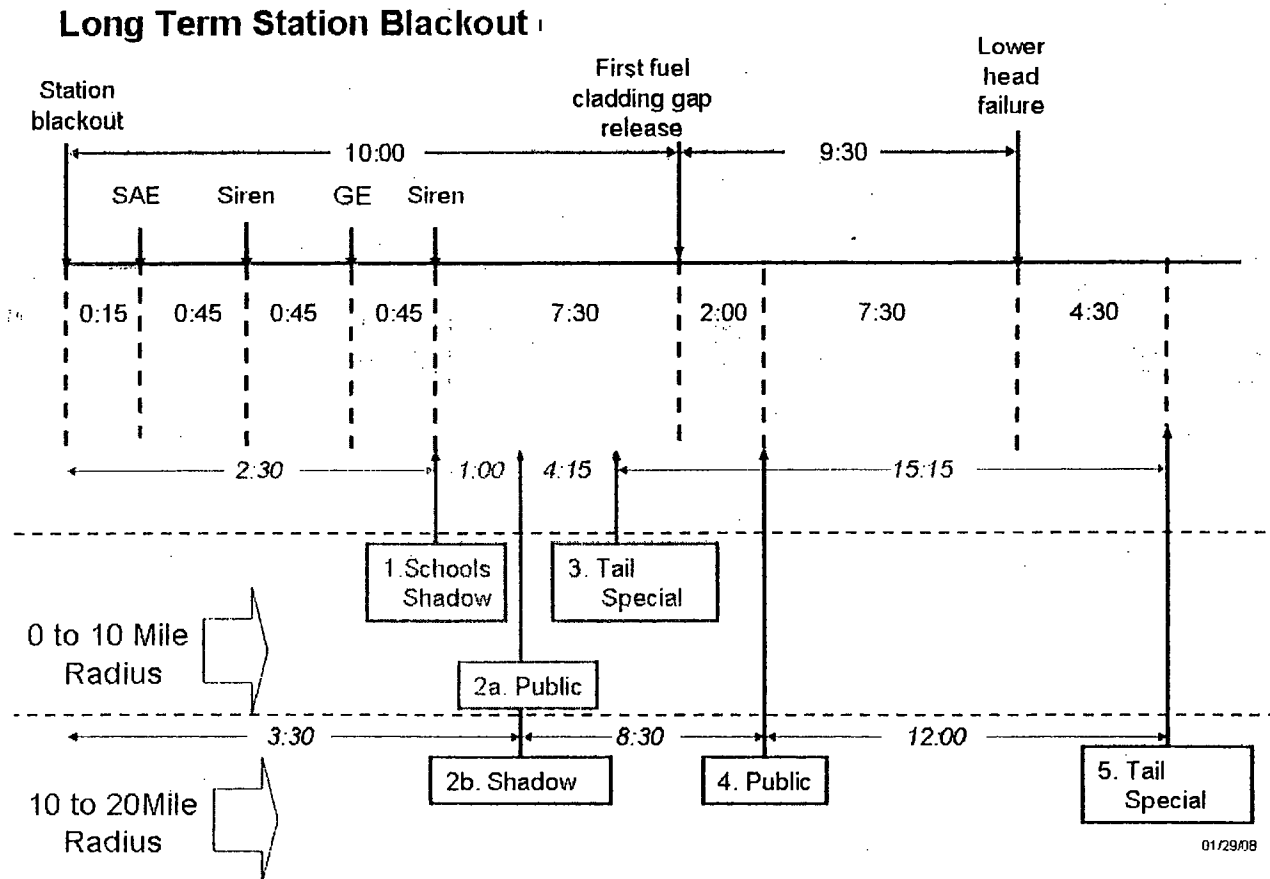 Long Term Station Blackout
Station
blackout
First fuel
cladding gap
release
Lower
head
failure
10:00
9:30
SAE
Siren
GE
Siren
0:15
0:45
0:45
0:45
7:30
2:00
7:30
4:30
2:30
1:00
4:15
15:15
1.Schools
Shadow
3. Tail
Special
0 to 10 Mile
Radius
2a. Public
3:30
8:30
12:00
2b. Shadow
4. Public
5. Tail
Special
10 to 20Mile
Radius
01/29/08